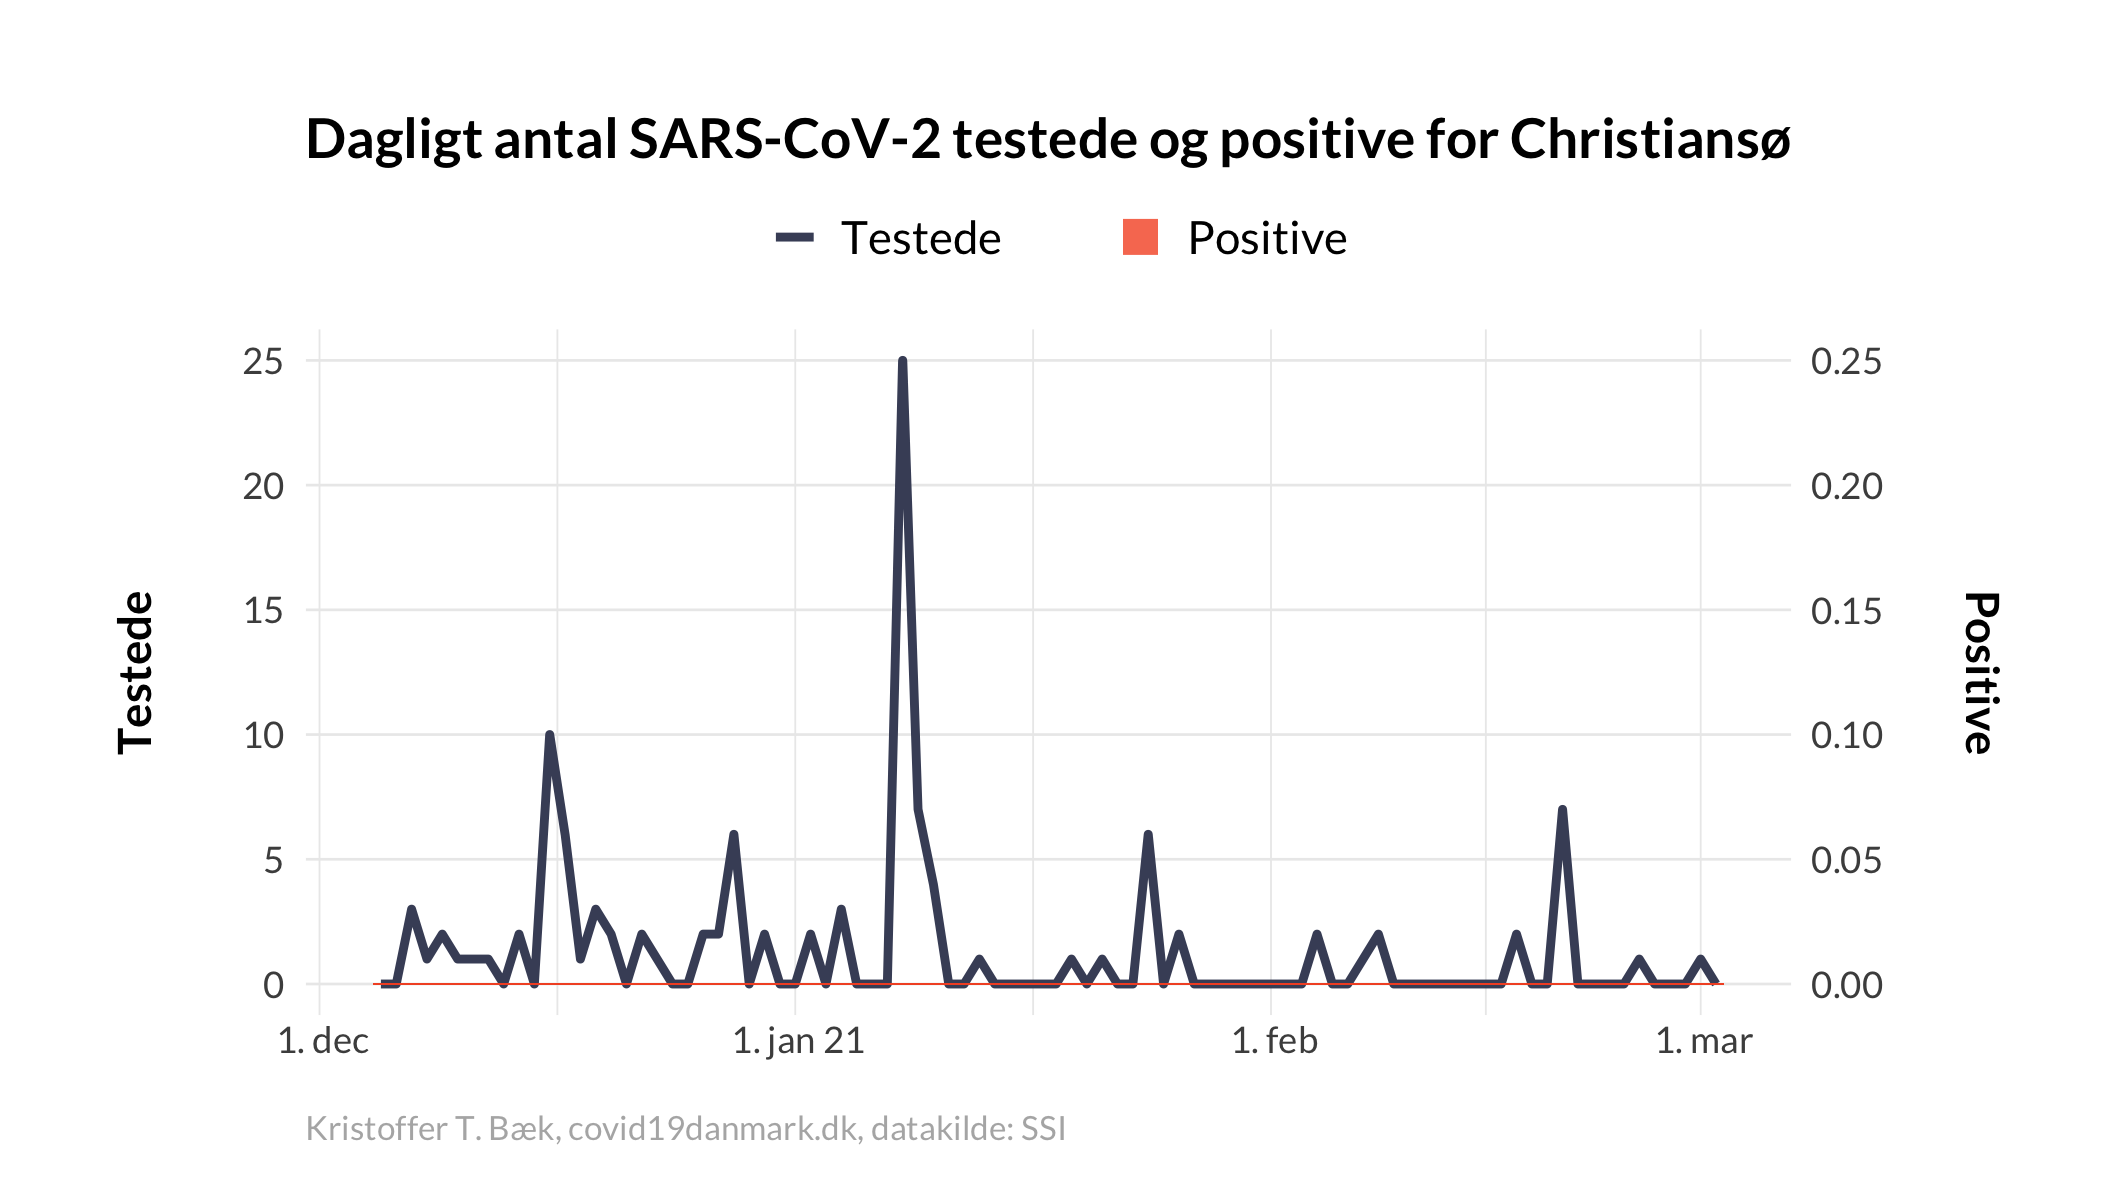 Dagligt antal SARS-CoV-2 testede og positive for Christiansø
Testede Positive
25 0.25
20 0.20
15 0.15
10 0.10
5 0.05
0 0.00
Testede
Positive
1. dec 1. jan 21 1. feb 1. mar
Kristoffer T. Bæk, covid19danmark.dk, datakilde: SSI